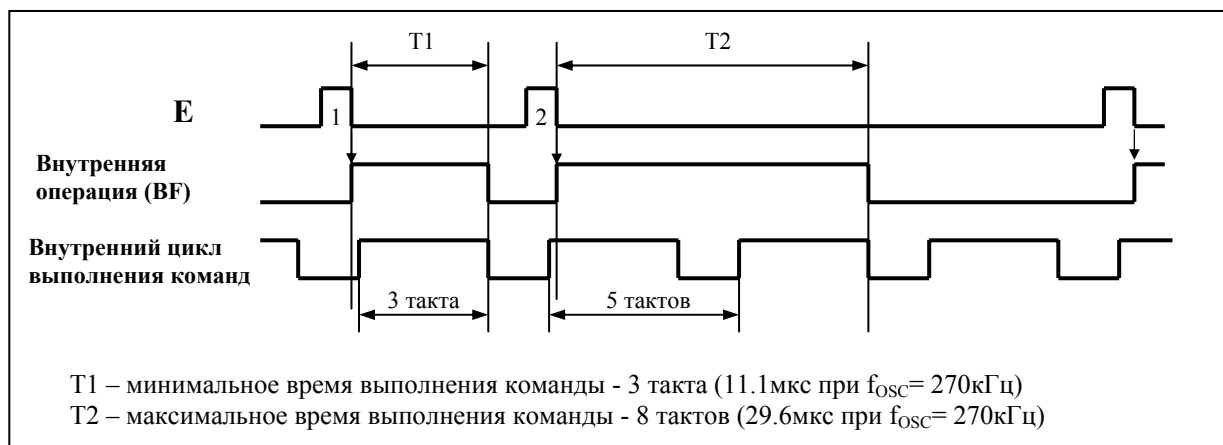 T1
T2
E
1
2
Внутренняя
операция (BF)
Внутренний цикл
выполнения команд
3 такта
5 тактов
T1 – минимальное время выполнения команды - 3 такта (11.1мкс при fOSC= 270кГц)
T2 – максимальное время выполнения команды - 8 тактов (29.6мкс при fOSC= 270кГц)